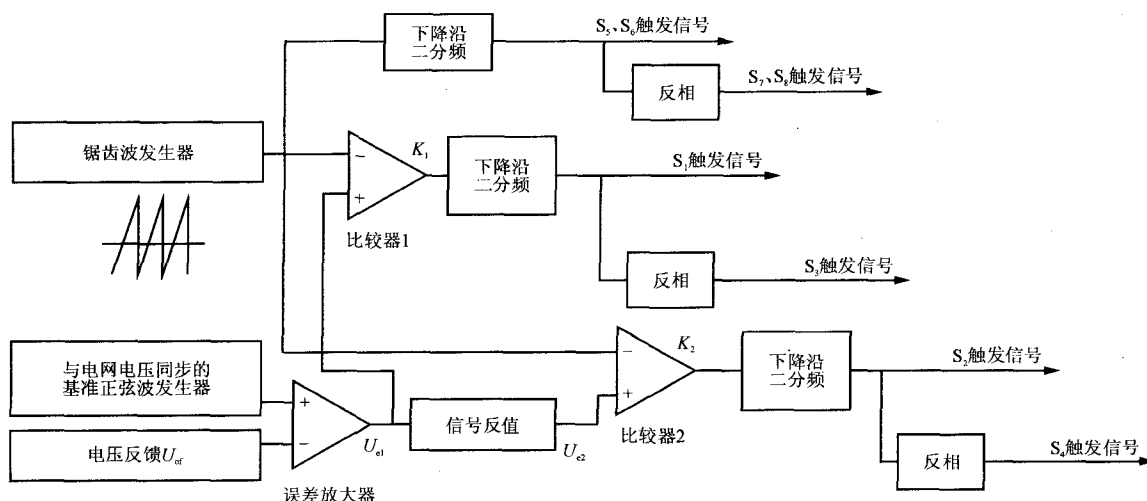 下降沿
二分频
S₅、S₆触发信号
反相
S₇、S₈触发信号
锯齿波发生器
−
+
K₁
比较器1
下降沿
二分频
S₁触发信号
反相
S₃触发信号
与电网电压同步的
基准正弦波发生器
电压反馈Uof
+
−
误差放大器
Ue1
信号反值
Ue2
−
+
K₂
比较器2
下降沿
二分频
S₂触发信号
反相
S₄触发信号